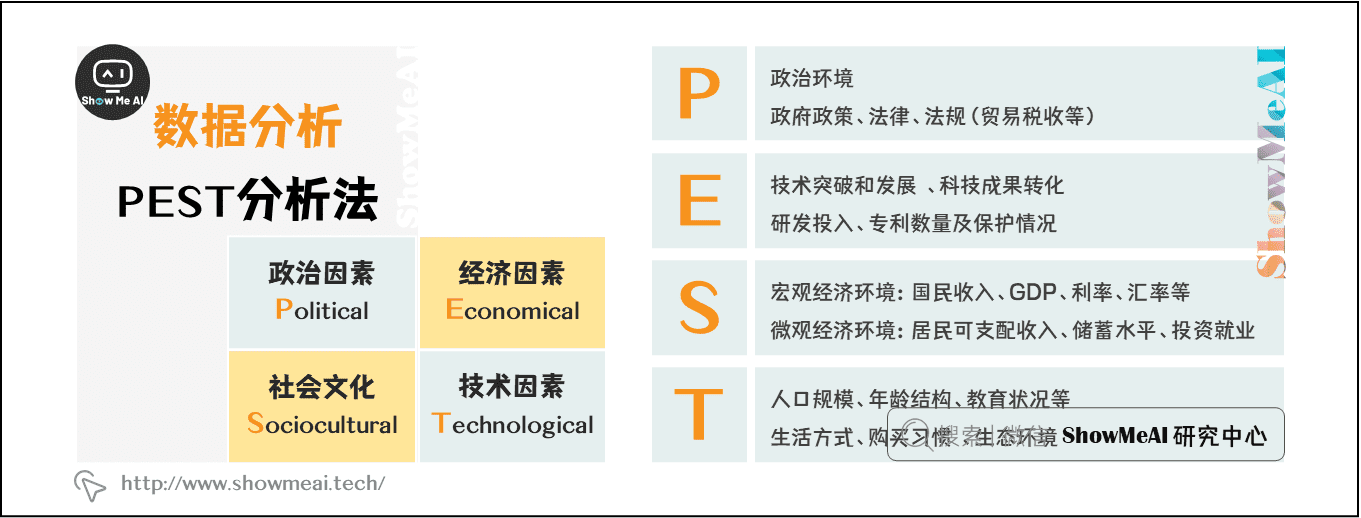 Show Me AI
ShowMeAI
数据分析
PEST分析法
政治因素
Political
经济因素
Economical
社会文化
Sociocultural
技术因素
Technological
http://www.showmeai.tech/
P
政治环境
政府政策、法律、法规（贸易税收等）
E
技术突破和发展 、科技成果转化
研发投入、专利数量及保护情况
S
宏观经济环境: 国民收入、GDP、利率、汇率等
微观经济环境: 居民可支配收入、储蓄水平、投资就业
T
人口规模、年龄结构、教育状况等
生活方式、购买习惯、生态环境
搜索|微信 ShowMeAI 研究中心
ShowMeAI